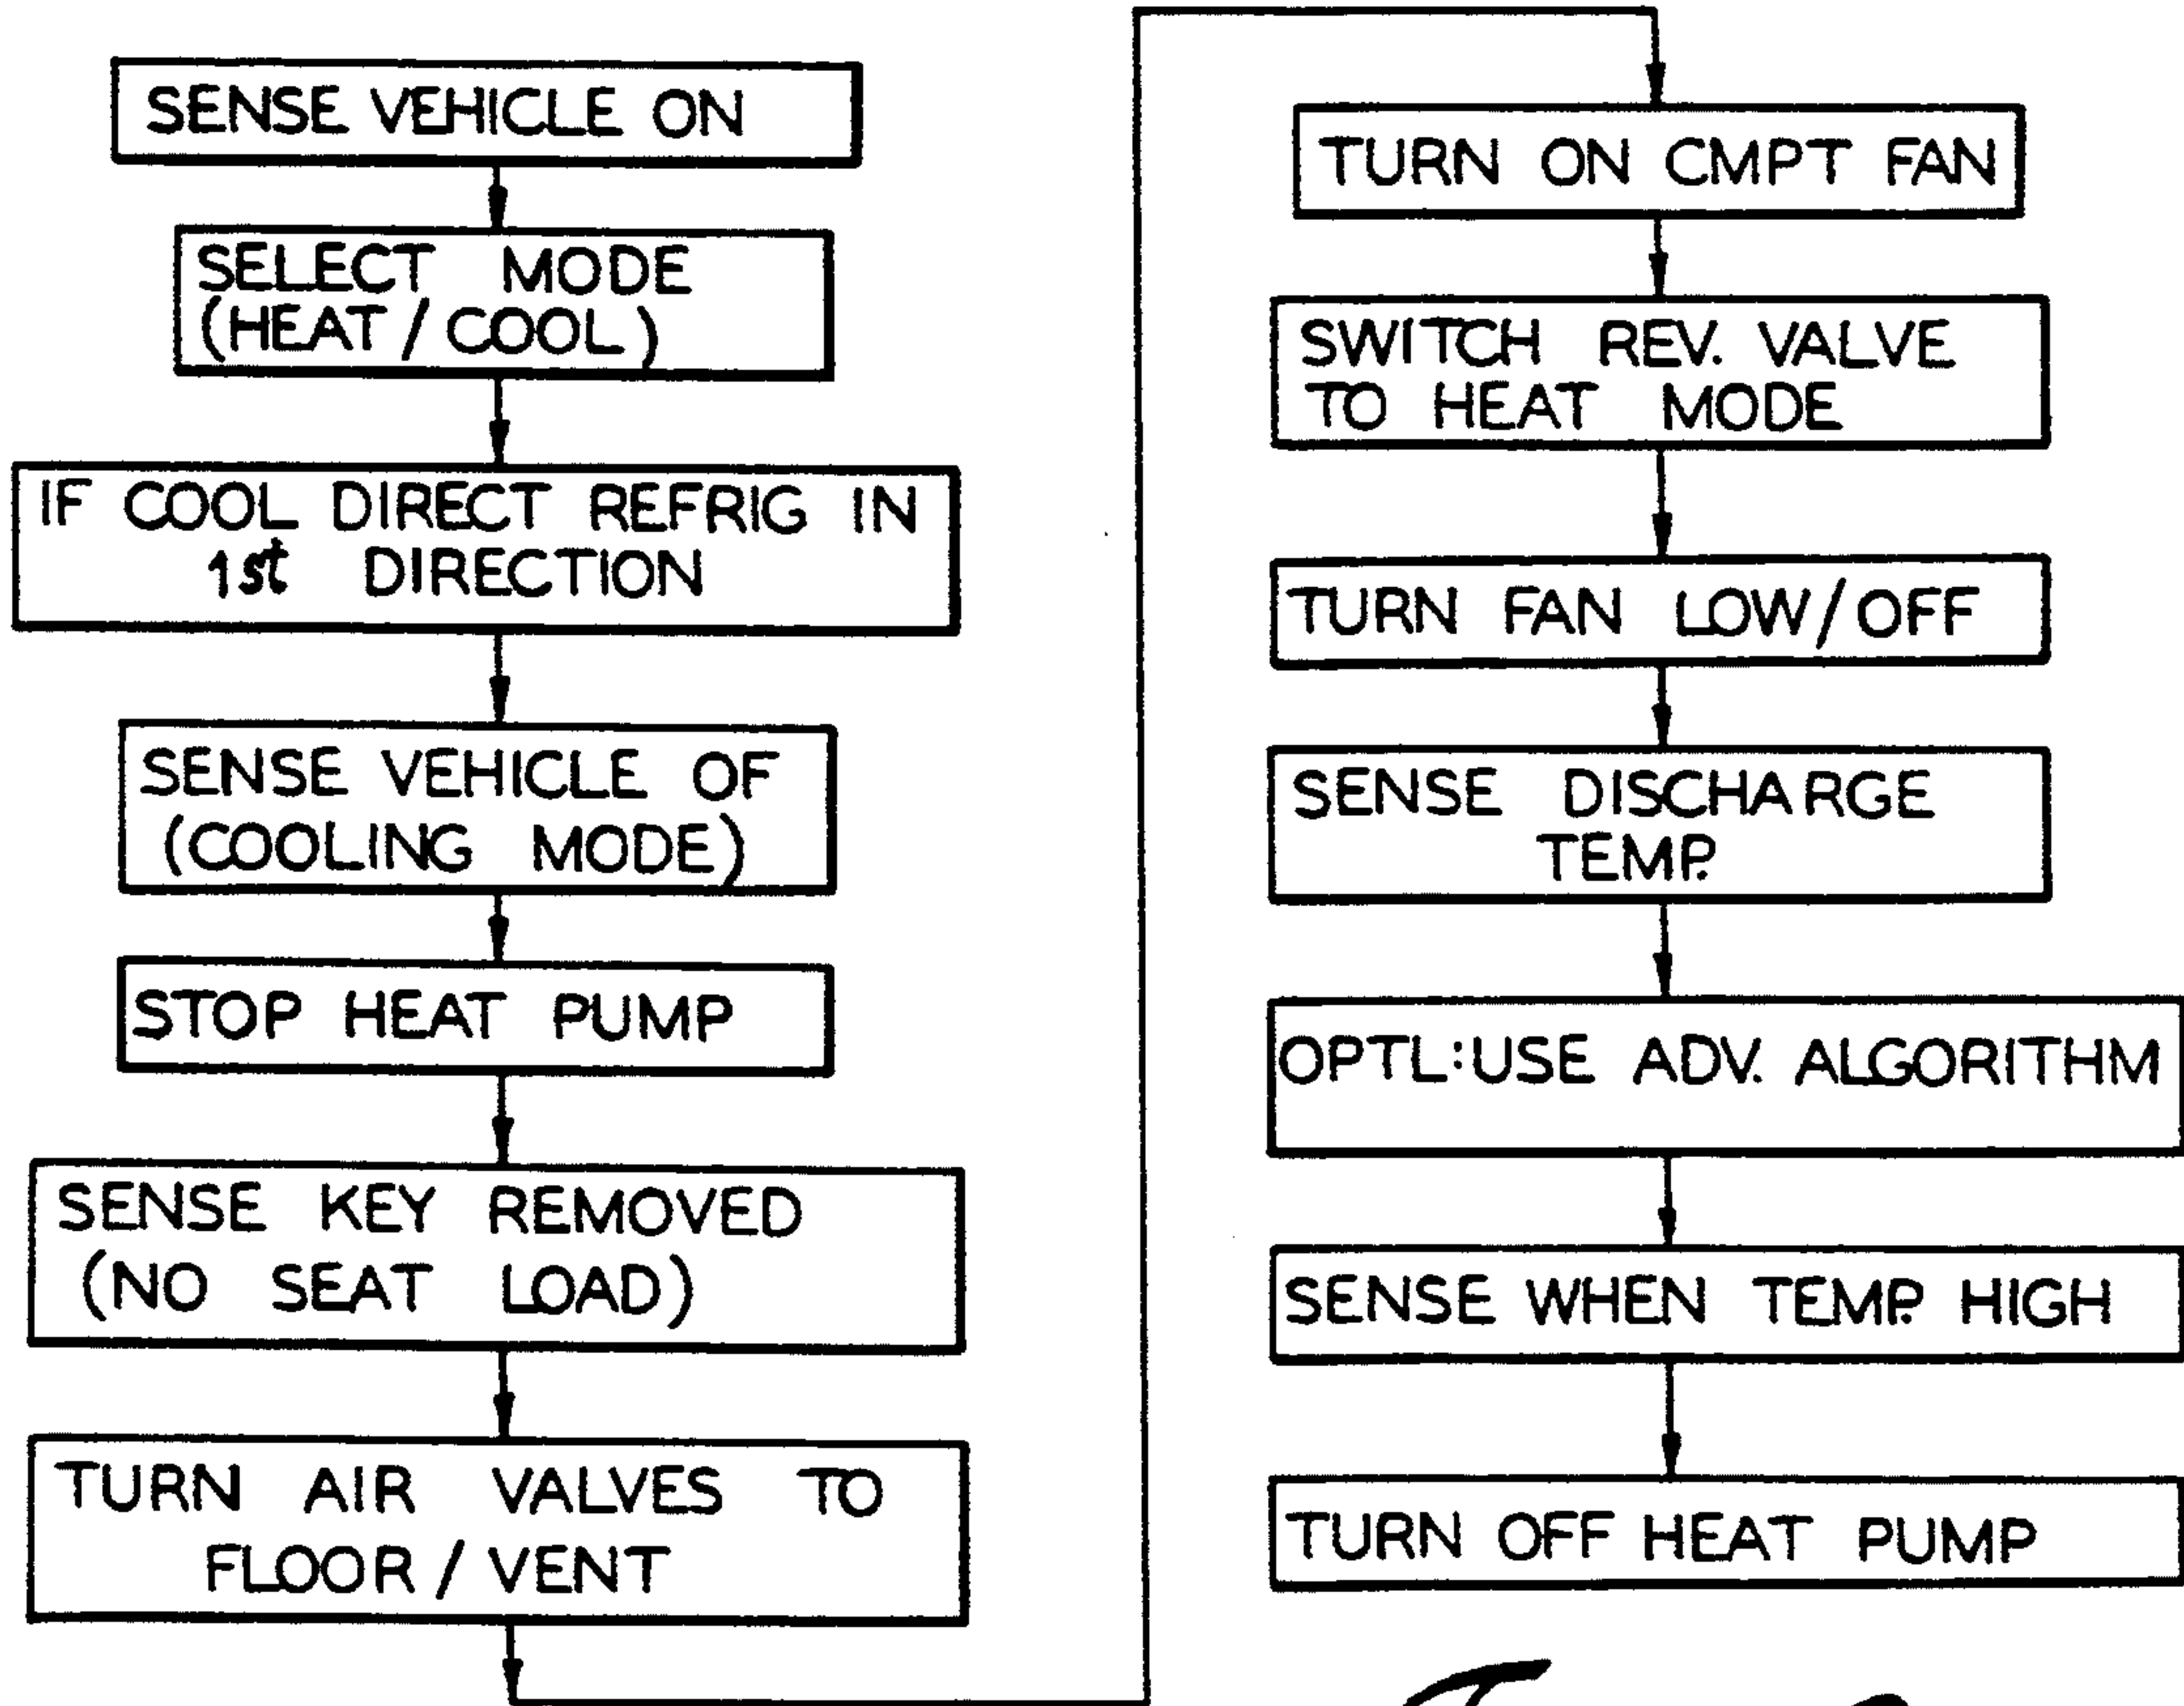 SENSE VEHICLE ON
SELECT MODE
(HEAT/COOL)
IF COOL DIRECT REFRIG IN
1st DIRECTION
SENSE VEHICLE OF
(COOLING MODE)
STOP HEAT PUMP
SENSE KEY REMOVED
(NO SEAT LOAD)
TURN AIR VALVES TO
FLOOR/VENT
TURN ON CMPT FAN
SWITCH REV. VALVE
TO HEAT MODE
TURN FAN LOW/OFF
SENSE DISCHARGE
TEMP.
OPTL:USE ADV. ALGORITHM
SENSE WHEN TEMP. HIGH
TURN OFF HEAT PUMP